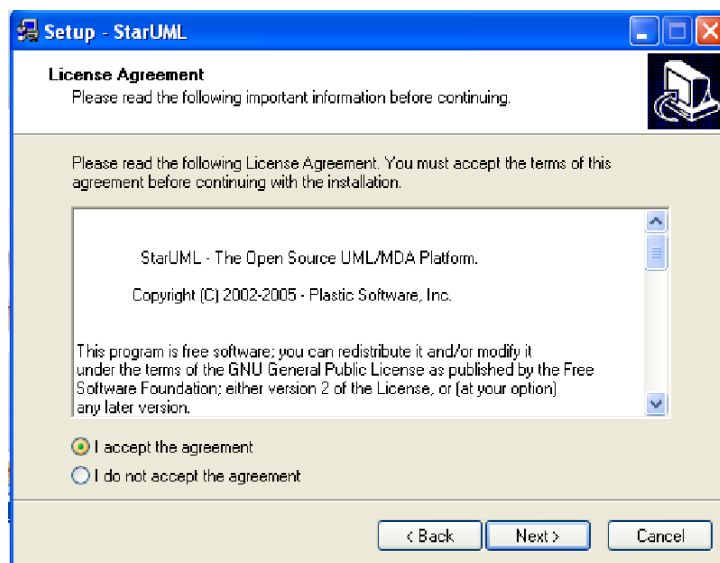 Setup - StarUML
License Agreement
Please read the following important information before continuing.
Please read the following License Agreement. You must accept the terms of this
agreement before continuing with the installation.
StarUML - The Open Source UML/MDA Platform.
Copyright (C) 2002-2005 - Plastic Software, Inc.
This program is free software; you can redistribute it and/or modify it
under the terms of the GNU General Public License as published by the Free
Software Foundation; either version 2 of the License, or (at your option)
any later version.
I accept the agreement
I do not accept the agreement
< Back Next > Cancel